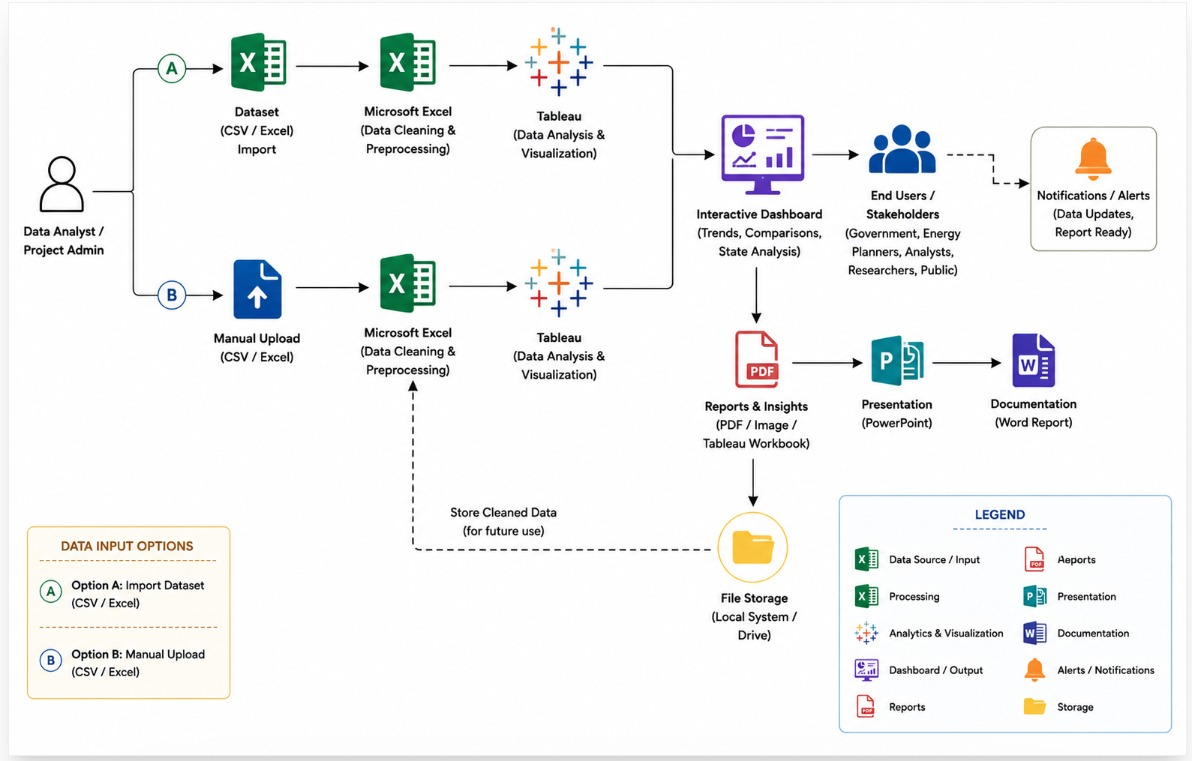 A
X
Dataset
(CSV / Excel)
Import
X
Microsoft Excel
(Data Cleaning &
Preprocessing)
Tableau
(Data Analysis &
Visualization)
Data Analyst /
Project Admin
B
Manual Upload
(CSV / Excel)
X
Microsoft Excel
(Data Cleaning &
Preprocessing)
Tableau
(Data Analysis &
Visualization)
Interactive Dashboard
(Trends, Comparisons,
State Analysis)
End Users /
Stakeholders
(Government, Energy
Planners, Analysts,
Researchers, Public)
Notifications / Alerts
(Data Updates,
Report Ready)
PDF
Reports & Insights
(PDF / Image /
Tableau Workbook)
P
Presentation
(PowerPoint)
W
Documentation
(Word Report)
Store Cleaned Data
(for future use)
File Storage
(Local System /
Drive)
DATA INPUT OPTIONS
A
Option A: Import Dataset
(CSV / Excel)
B
Option B: Manual Upload
(CSV / Excel)
LEGEND
X
Data Source / Input
X
Processing
Analytics & Visualization
Dashboard / Output
PDF
Reports
PDF
Aeports
P
Presentation
W
Documentation
Alerts / Notifications
Storage